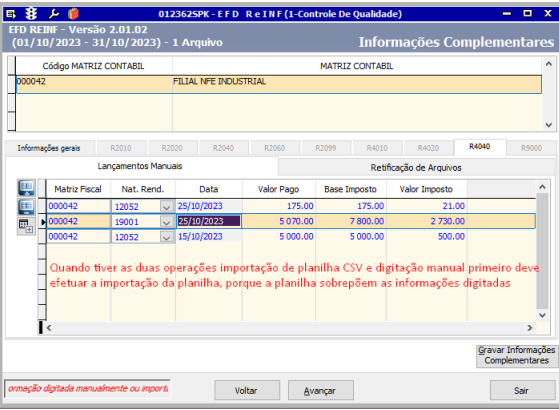 012362SPK - E F D R e I N F (1-Controle De Qualidade)
EFD REINF - Versão 2.01.02
(01/10/2023 - 31/10/2023) - 1 Arquivo
Informações Complementares
Código MATRIZ CONTABIL MATRIZ CONTABIL
000042 FILIAL NFE INDUSTRIAL
Informações gerais R2010 R2020 R2040 R2060 R2099 R4010 R4020 R4040 R9000
Lançamentos Manuais Retificação de Arquivos
Matriz Fiscal Nat. Rend. Data Valor Pago Base Imposto Valor Imposto
000042 12052 25/10/2023 175.00 175.00 21.00
000042 19001 25/10/2023 5 070.00 7 800.00 2 730.00
000042 12052 15/10/2023 5 000.00 5 000.00 500.00
Quando tiver as duas operações importação de planilha CSV e digitação manual primeiro deve
efetuar a importação da planilha, porque a planilha sobrepõem as informações digitadas
Gravar Informações
Complementares
ormação digitada manualmente ou importa
Voltar Avançar Sair